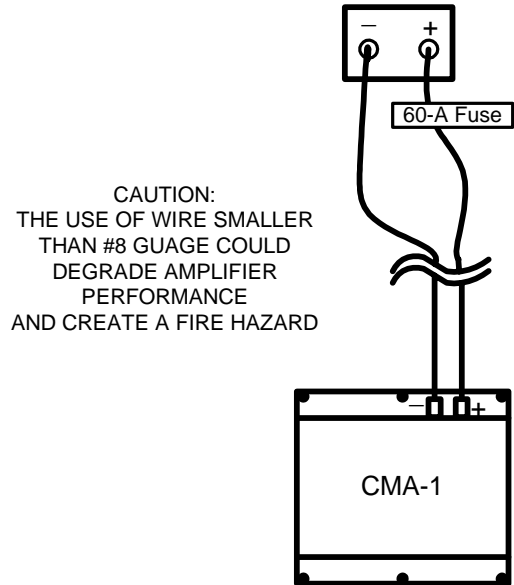 − +
60-A Fuse
CAUTION:
THE USE OF WIRE SMALLER
THAN #8 GUAGE COULD
DEGRADE AMPLIFIER
PERFORMANCE
AND CREATE A FIRE HAZARD
− +
CMA-1